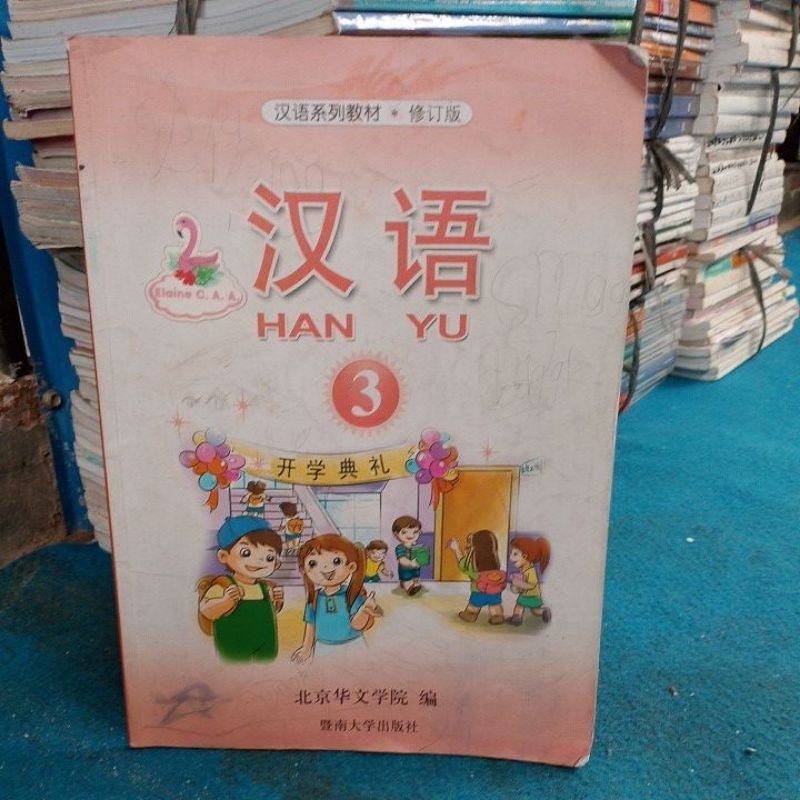 汉语系列教材 • 修订版
汉语
HAN YU
Elaine C. A. A.
3
开学典礼
北京华文学院 编
暨南大学出版社